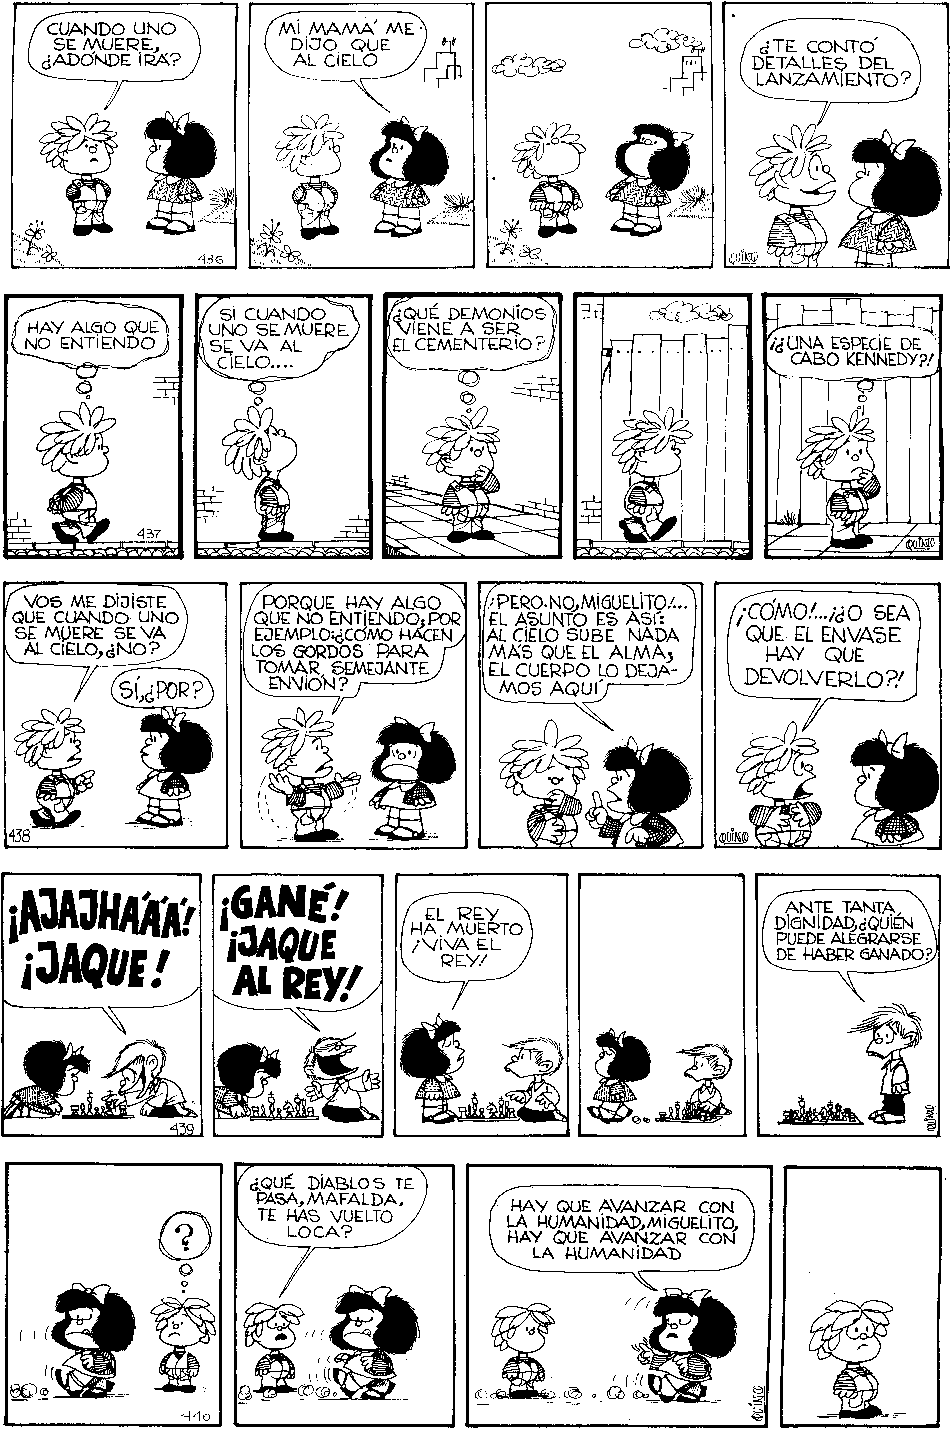 CUANDO UNO
SE MUERE,
¿ADÓNDE IRÁ?
436
MI MAMÁ ME
DIJO QUE
AL CIELO
¿TE CONTÓ
DETALLES DEL
LANZAMIENTO?
QUINO
HAY ALGO QUE
NO ENTIENDO
437
SI CUANDO
UNO SE MUERE
SE VA AL
CIELO....
¿QUÉ DEMONIOS
VIENE A SER
EL CEMENTERIO?
¡¿UNA ESPECIE DE
CABO KENNEDY?!
QUINO
VOS ME DIJISTE
QUE CUANDO UNO
SE MUERE SE VA
AL CIELO, ¿NO?
SÍ, ¿POR?
438
PORQUE HAY ALGO
QUE NO ENTIENDO; POR
EJEMPLO: ¿CÓMO HACEN
LOS GORDOS PARA
TOMAR SEMEJANTE
ENVIÓN?
¡PERO NO, MIGUELITO!...
EL ASUNTO ES ASÍ:
AL CIELO SUBE NADA
MÁS QUE EL ALMA;
EL CUERPO LO DEJA-
MOS AQUÍ
¡CÓMO!...¡¿O SEA
QUE EL ENVASE
HAY QUE
DEVOLVERLO?!
QUINO
¡AJAJHÁÁÁ!
¡JAQUE!
439
¡GANÉ!
¡JAQUE
AL REY!
EL REY
HA MUERTO
¡VIVA EL
REY!
ANTE TANTA
DIGNIDAD, ¿QUIÉN
PUEDE ALEGRARSE
DE HABER GANADO?
QUINO
?
440
¿QUÉ DIABLOS TE
PASA, MAFALDA,
TE HAS VUELTO
LOCA?
HAY QUE AVANZAR CON
LA HUMANIDAD, MIGUELITO,
HAY QUE AVANZAR CON
LA HUMANIDAD
QUINO